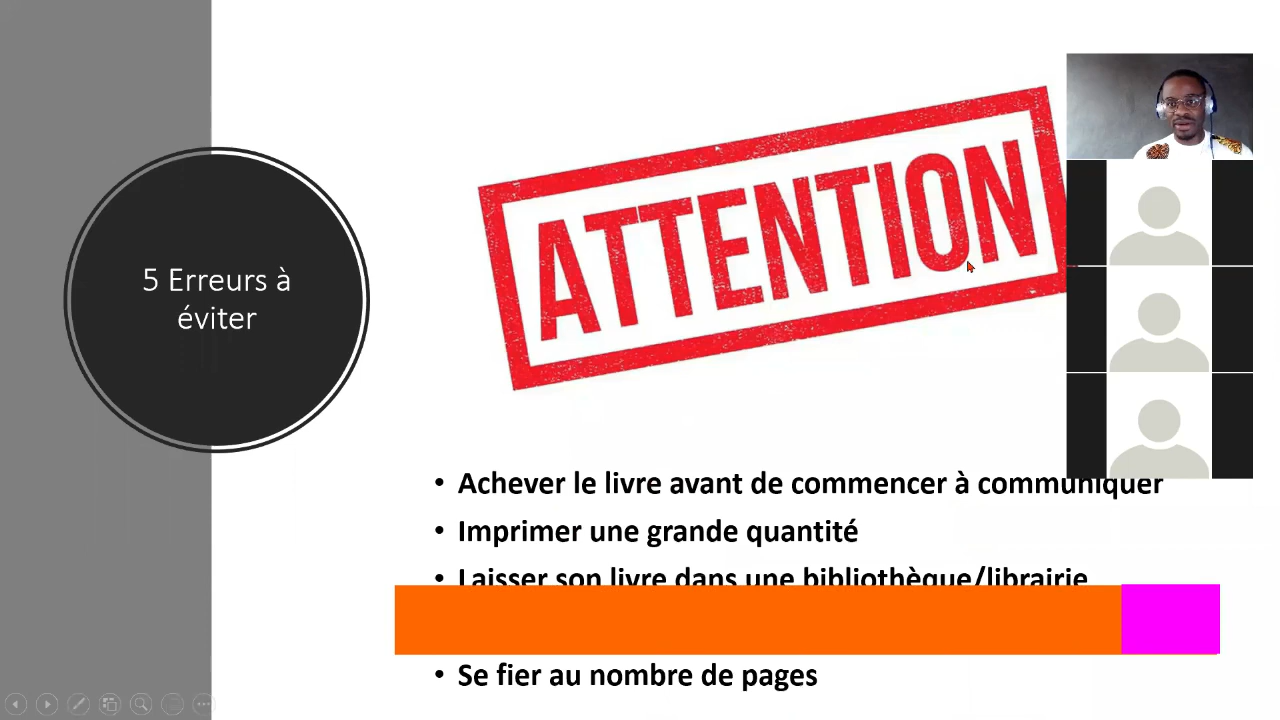 5 Erreurs à
éviter
ATTENTION
• Achever le livre avant de commencer à communiquer
• Imprimer une grande quantité
• Laisser son livre dans une bibliothèque/librairie
• Se fier au nombre de pages